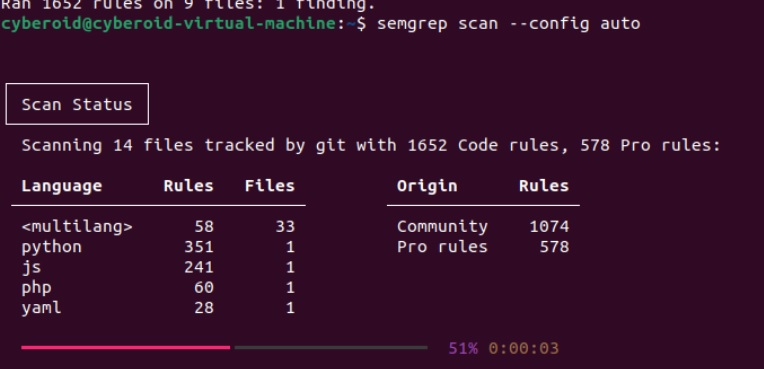 Ran 1652 rules on 9 files: 1 finding.
cyberoid@cyberoid-virtual-machine:~$ semgrep scan --config auto
Scan Status
Scanning 14 files tracked by git with 1652 Code rules, 578 Pro rules:
Language Rules Files Origin Rules
<multilang> 58 33 Community 1074
python 351 1 Pro rules 578
js 241 1
php 60 1
yaml 28 1
51% 0:00:03